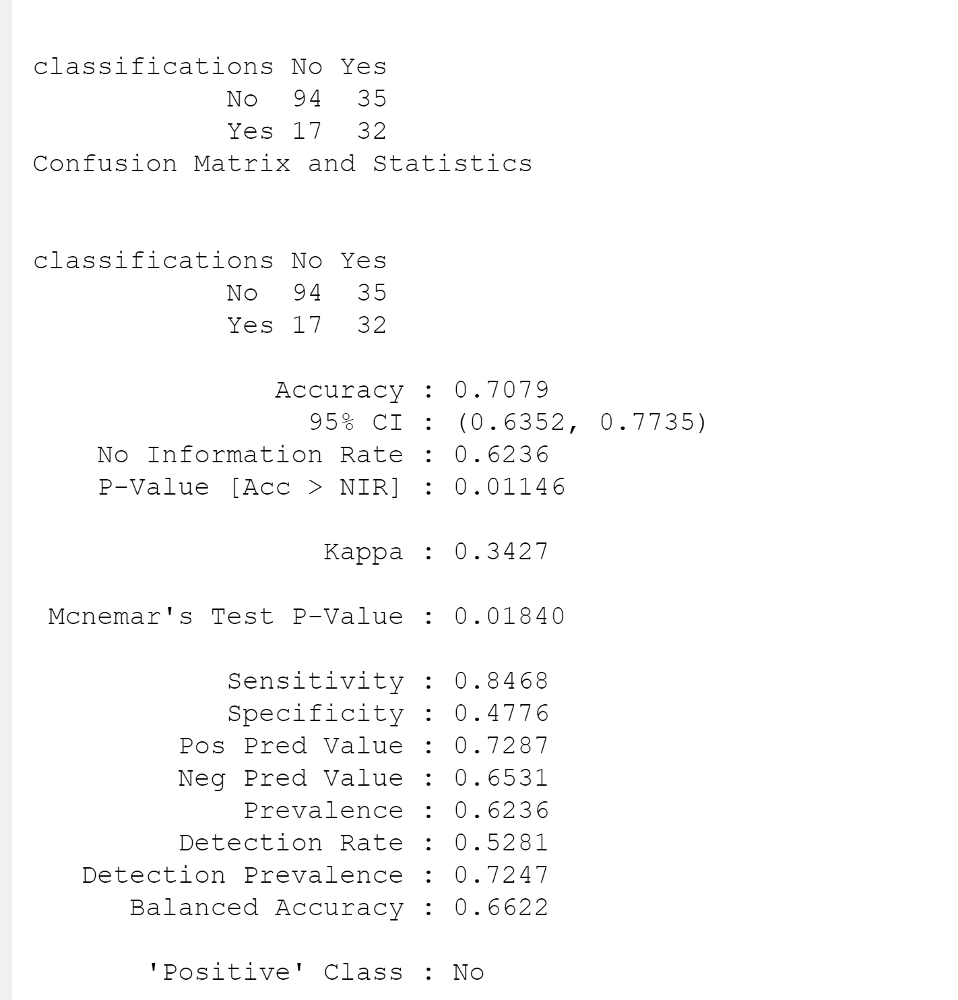 classifications No Yes
No 94 35
Yes 17 32
Confusion Matrix and Statistics
classifications No Yes
No 94 35
Yes 17 32
Accuracy : 0.7079
95% CI : (0.6352, 0.7735)
No Information Rate : 0.6236
P-Value [Acc > NIR] : 0.01146
Kappa : 0.3427
Mcnemar's Test P-Value : 0.01840
Sensitivity : 0.8468
Specificity : 0.4776
Pos Pred Value : 0.7287
Neg Pred Value : 0.6531
Prevalence : 0.6236
Detection Rate : 0.5281
Detection Prevalence : 0.7247
Balanced Accuracy : 0.6622
'Positive' Class : No